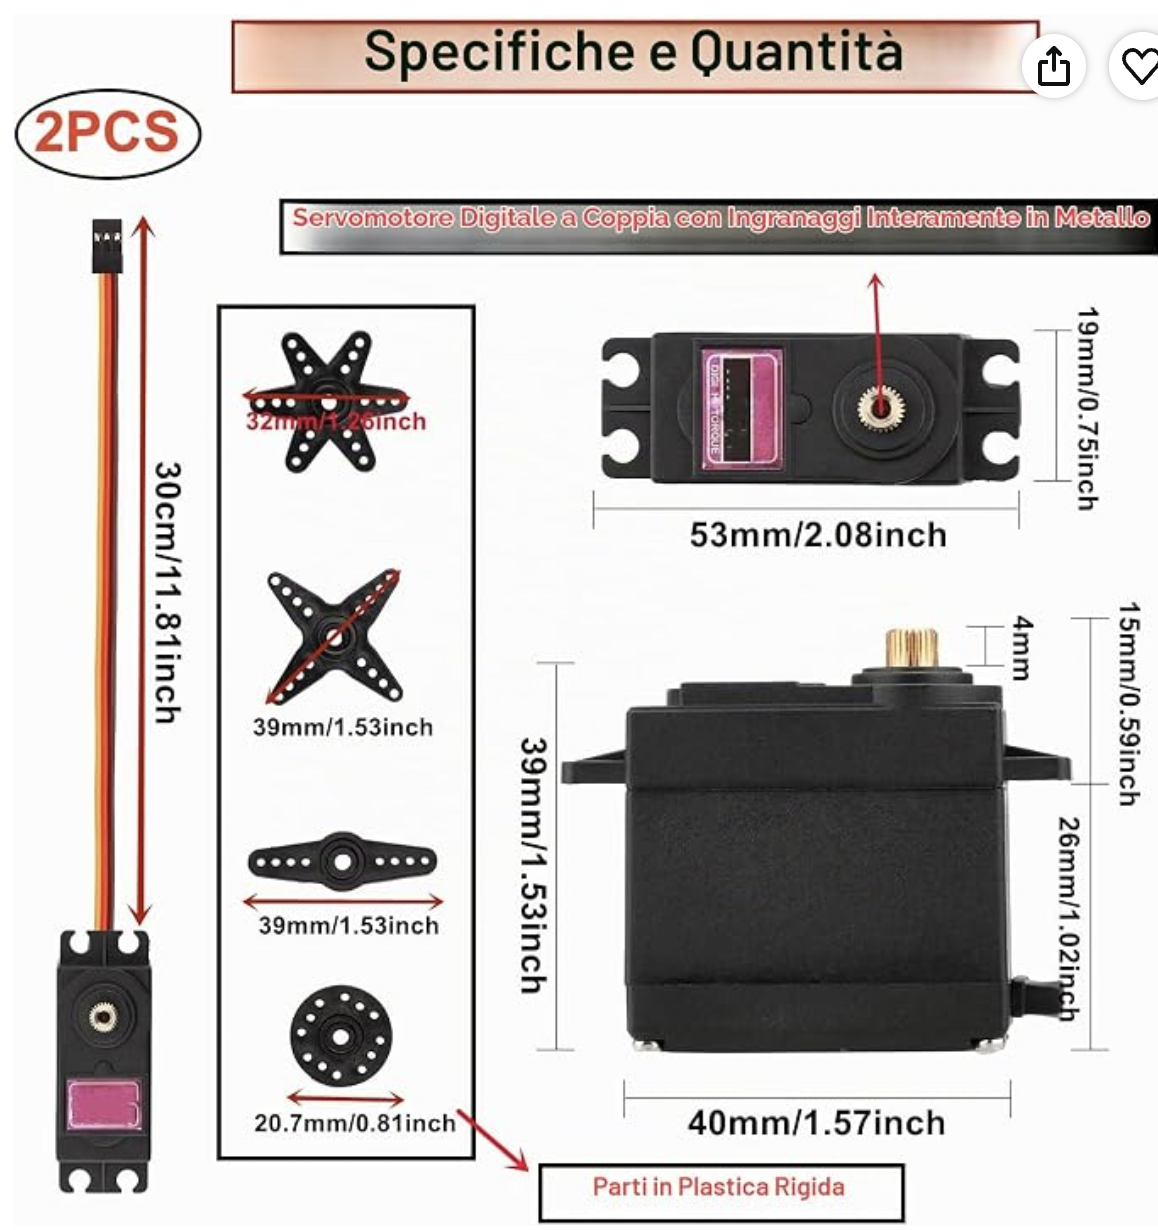 Specifiche e Quantità
2PCS
Servomotore Digitale a Coppia con Ingranaggi Interamente in Metallo
30cm/11.81inch
32mm/1.26inch
39mm/1.53inch
39mm/1.53inch
20.7mm/0.81inch
TORQUE
19mm/0.75inch
53mm/2.08inch
4mm
15mm/0.59inch
39mm/1.53inch
26mm/1.02inch
40mm/1.57inch
Parti in Plastica Rigida